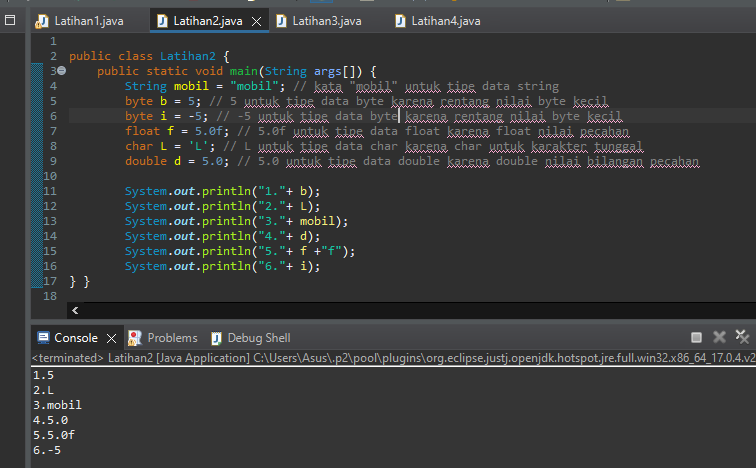 Latihan1.java Latihan2.java Latihan3.java Latihan4.java
1
2 public class Latihan2 {
3 public static void main(String args[]) {
4 String mobil = "mobil"; // kata "mobil" untuk tipe data string
5 byte b = 5; // 5 untuk tipe data byte karena rentang nilai byte kecil
6 byte i = -5; // -5 untuk tipe data byte karena rentang nilai byte kecil
7 float f = 5.0f; // 5.0f untuk tipe data float karena float nilai pecahan
8 char L = 'L'; // L untuk tipe data char karena char untuk karakter tunggal
9 double d = 5.0; // 5.0 untuk tipe data double karena double nilai bilangan pecahan
10
11 System.out.println("1."+ b);
12 System.out.println("2."+ L);
13 System.out.println("3."+ mobil);
14 System.out.println("4."+ d);
15 System.out.println("5."+ f +"f");
16 System.out.println("6."+ i);
17 } }
18
Console Problems Debug Shell
<terminated> Latihan2 [Java Application] C:\Users\Asus\.p2\pool\plugins\org.eclipse.justj.openjdk.hotspot.jre.full.win32.x86_64_17.0.4.v2
1.5
2.L
3.mobil
4.5.0
5.5.0f
6.-5